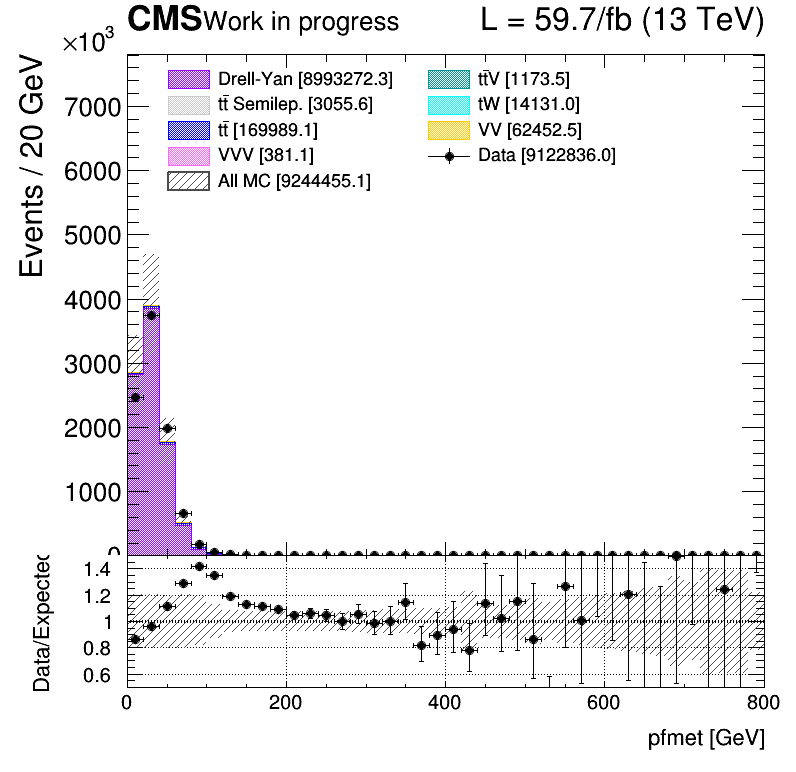 CMS Work in progress L = 59.7/fb (13 TeV)
×10³
Events / 20 GeV
7000
6000
5000
4000
3000
2000
1000
0
Drell-Yan [8993272.3]
tt̄ Semilep. [3055.6]
tt̄ [169989.1]
VVV [381.1]
All MC [9244455.1]
tt̄V [1173.5]
tW [14131.0]
VV [62452.5]
Data [9122836.0]
Data/Expected
1.4
1.2
1
0.8
0.6
0 200 400 600 800
pfmet [GeV]